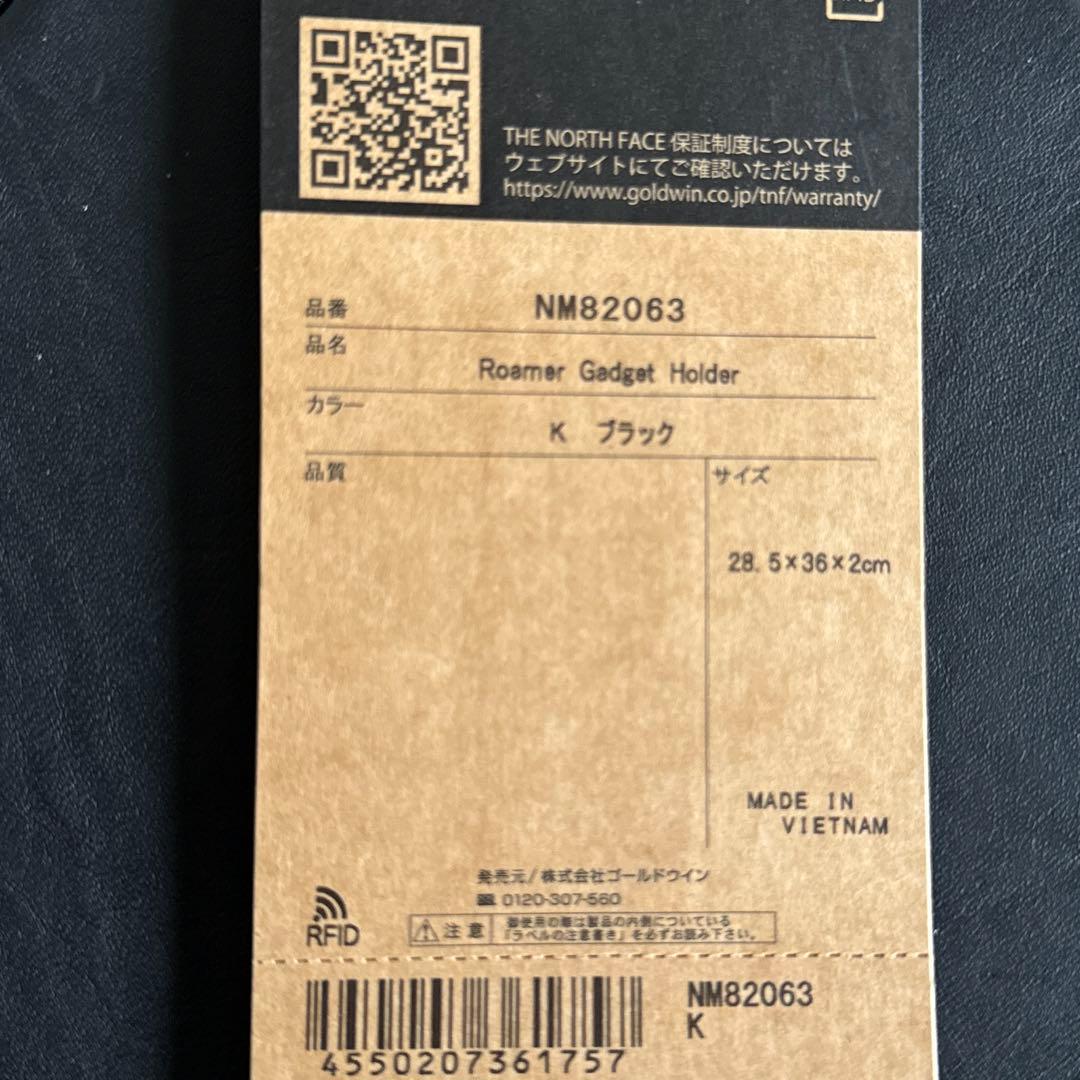 THE NORTH FACE 保証制度については
ウェブサイトにてご確認いただけます。
https://www.goldwin.co.jp/tnf/warranty/
品番 NM82063
品名
Roamer Gadget Holder
カラー
K ブラック
品質
サイズ
28.5×36×2cm
MADE IN
VIETNAM
発売元/株式会社ゴールドウイン
0120-307-560
RFID
注意
御使用の際は製品の内側についている
「ラベルの注意書き」を必ずお読み下さい。
NM82063
K
4550207361757